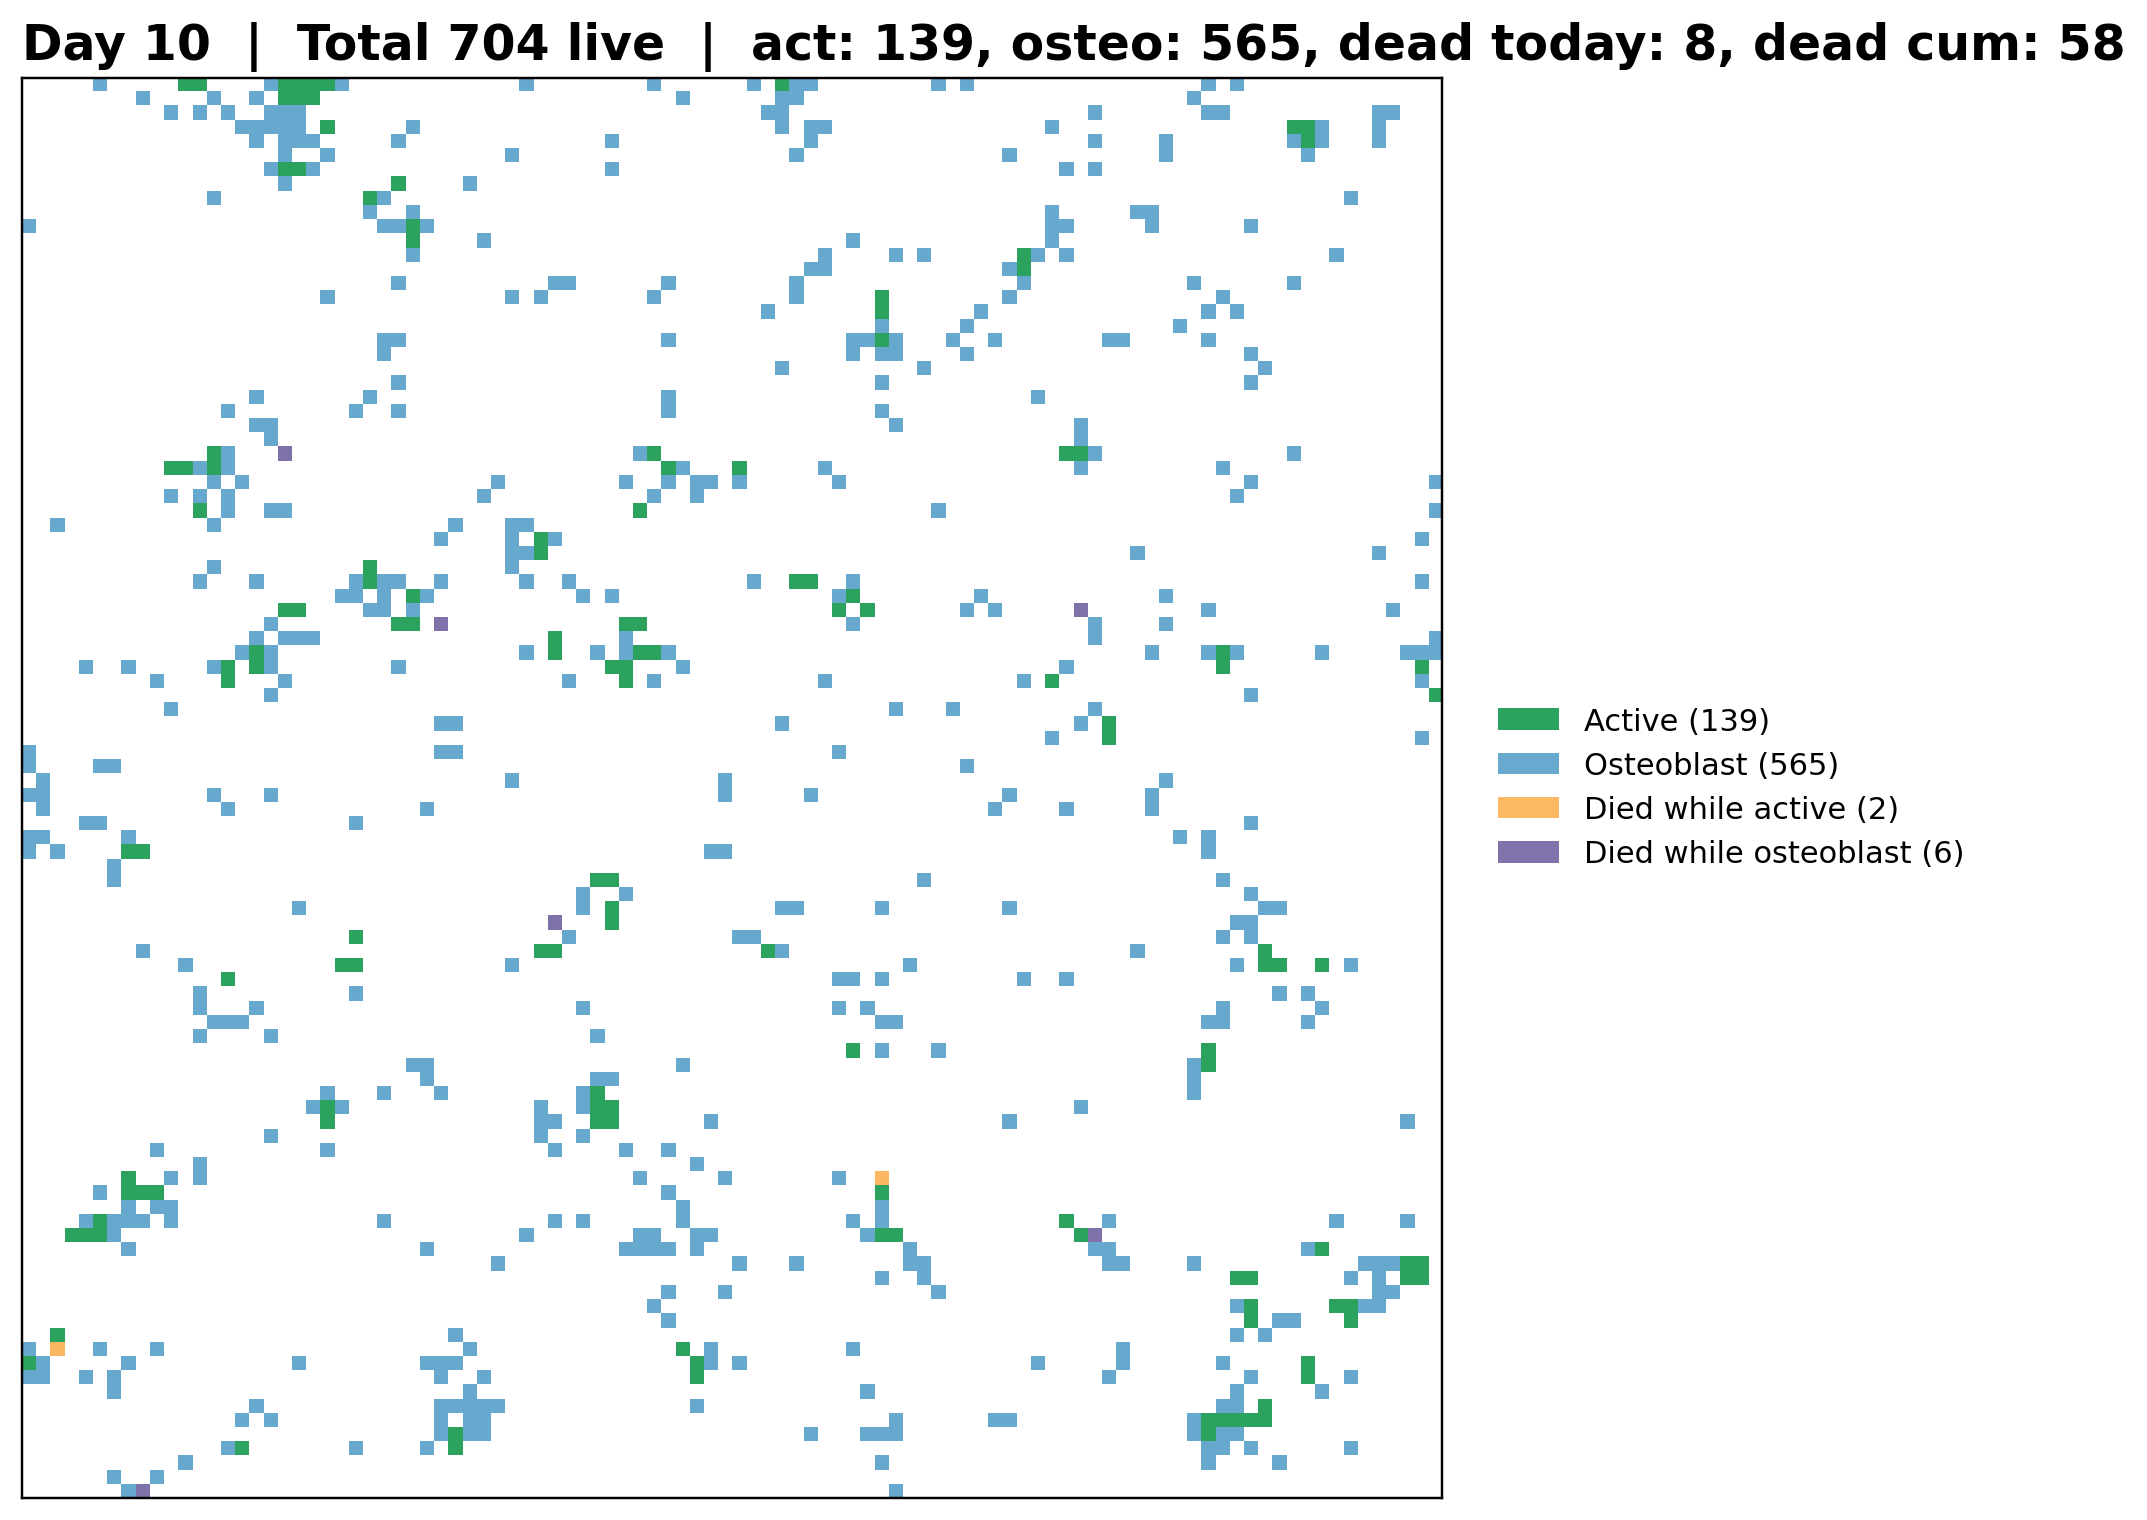 Day 10 | Total 704 live | act: 139, osteo: 565, dead today: 8, dead cum: 58
Active (139)
Osteoblast (565)
Died while active (2)
Died while osteoblast (6)